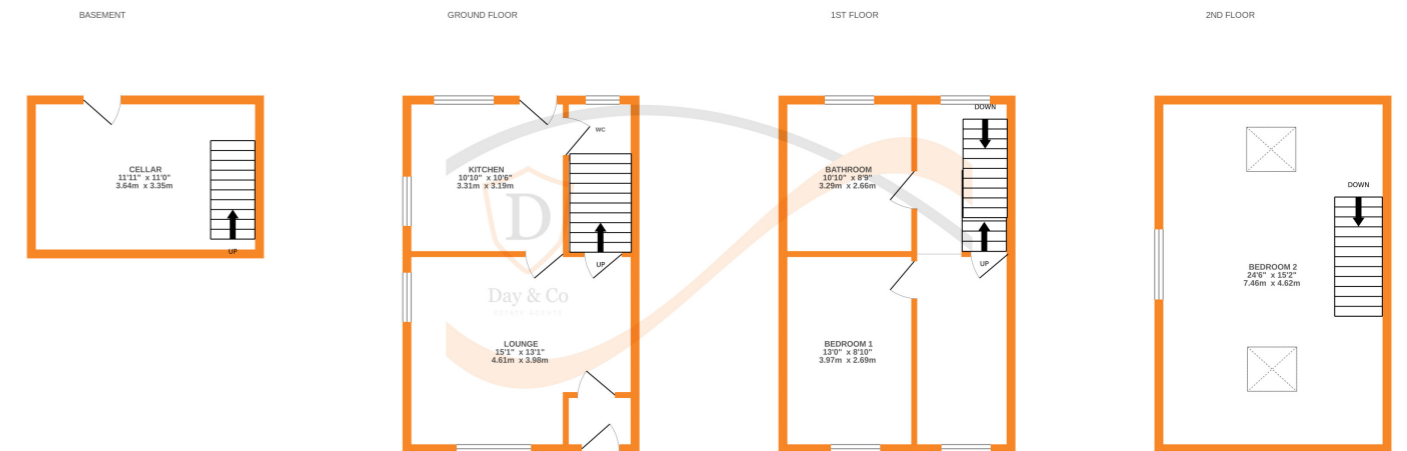 BASEMENT
GROUND FLOOR
1ST FLOOR
2ND FLOOR
CELLAR
11'11" x 11'0"
3.64m x 3.35m
UP
KITCHEN
10'10" x 10'6"
3.31m x 3.19m
WC
UP
D
Day & Co
ESTATE AGENTS
LOUNGE
15'1" x 13'1"
4.61m x 3.98m
DOWN
BATHROOM
10'10" x 8'9"
3.29m x 2.66m
UP
BEDROOM 1
13'0" x 8'10"
3.97m x 2.69m
DOWN
BEDROOM 2
24'6" x 15'2"
7.46m x 4.62m